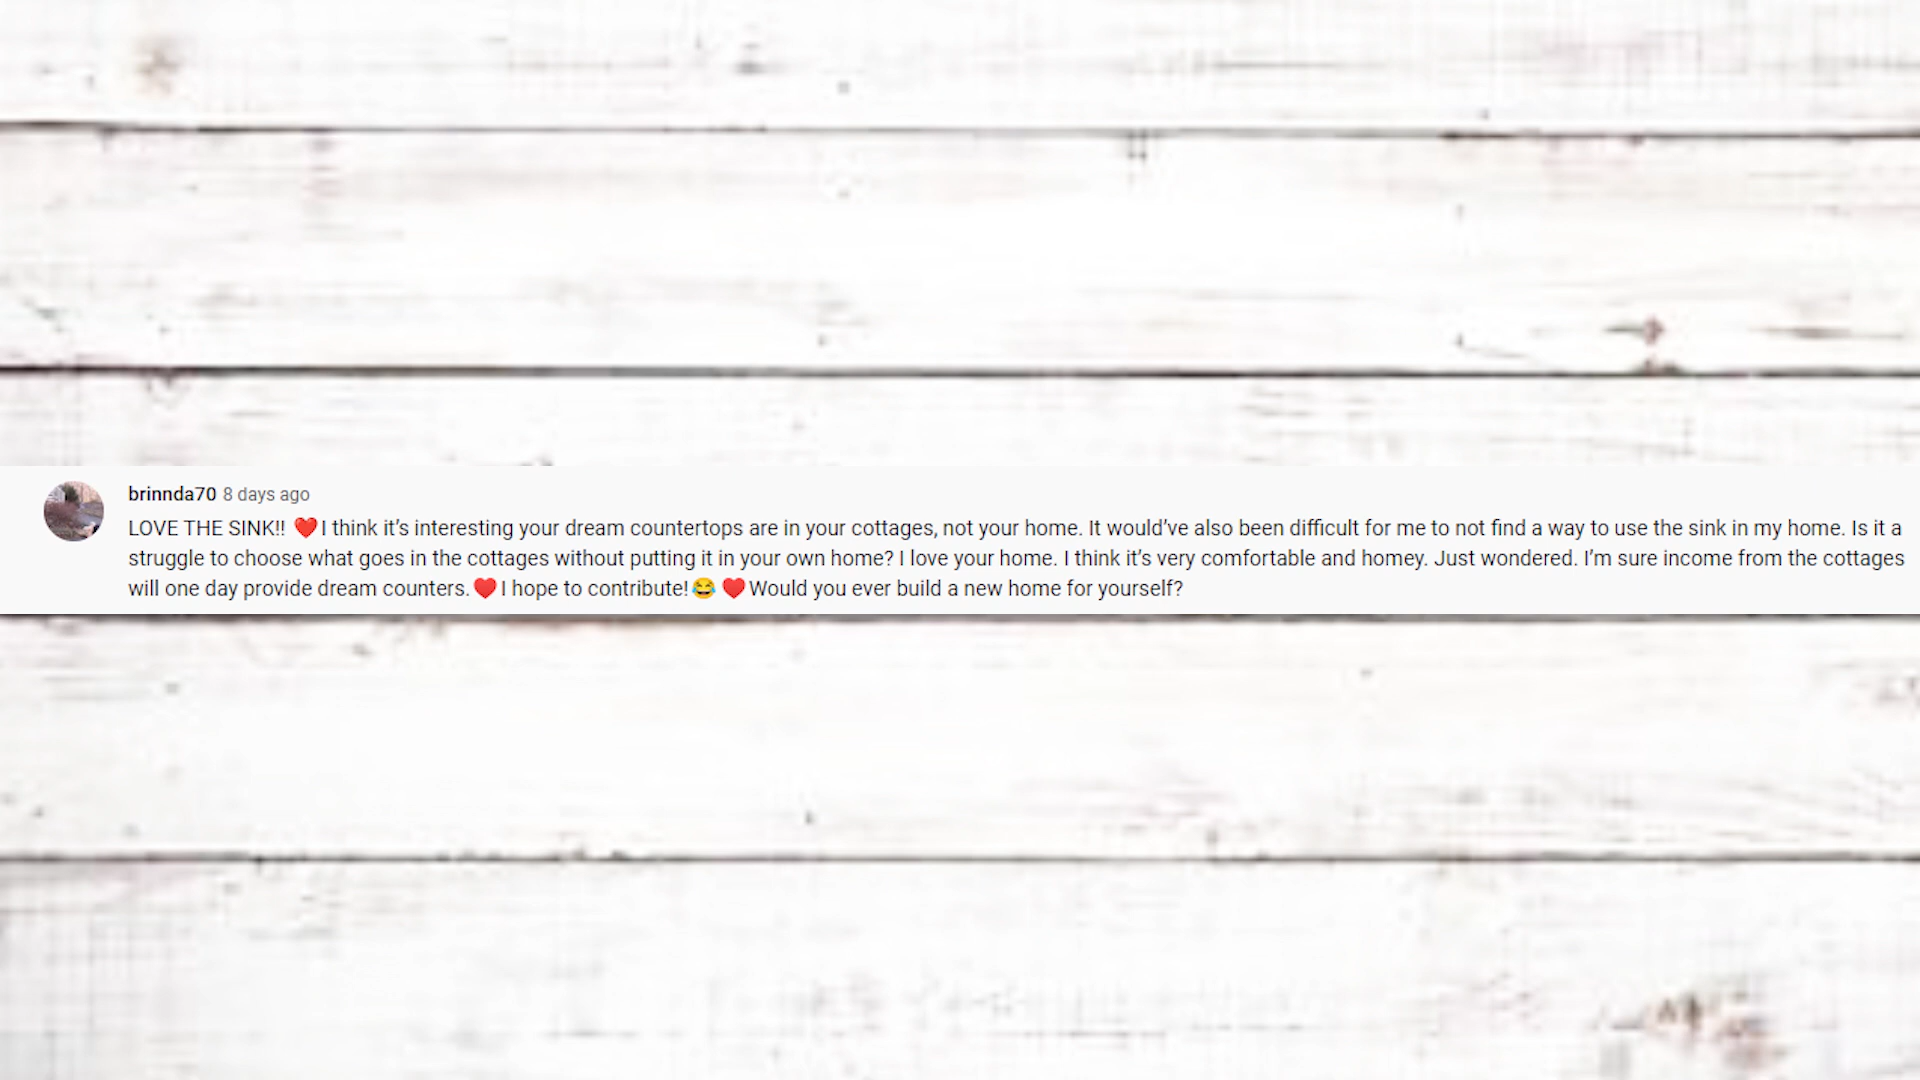 brinnda70 8 days ago
LOVE THE SINK!! ❤️I think it’s interesting your dream countertops are in your cottages, not your home. It would’ve also been difficult for me to not find a way to use the sink in my home. Is it a
struggle to choose what goes in the cottages without putting it in your own home? I love your home. I think it’s very comfortable and homey. Just wondered. I’m sure income from the cottages
will one day provide dream counters.❤️I hope to contribute!😂 ❤️Would you ever build a new home for yourself?